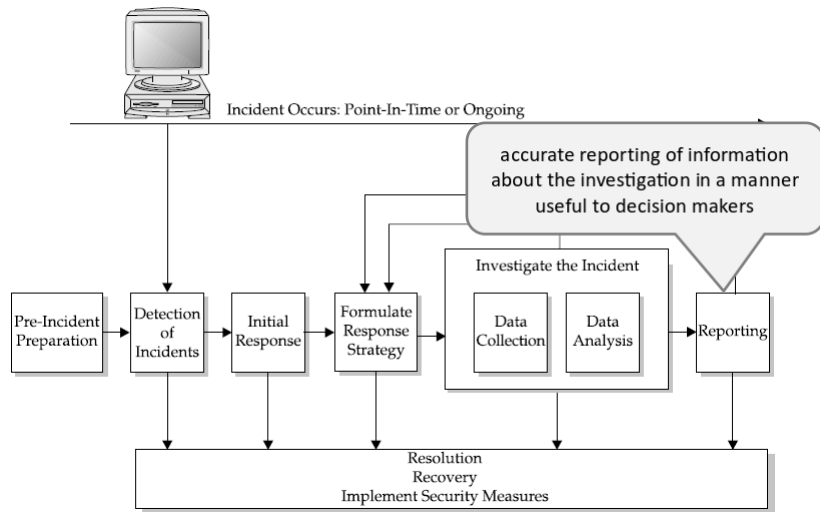 Incident Occurs: Point-In-Time or Ongoing
accurate reporting of information
about the investigation in a manner
useful to decision makers
Pre-Incident
Preparation
Detection
of
Incidents
Initial
Response
Formulate
Response
Strategy
Investigate the Incident
Data
Collection
Data
Analysis
Reporting
Resolution
Recovery
Implement Security Measures